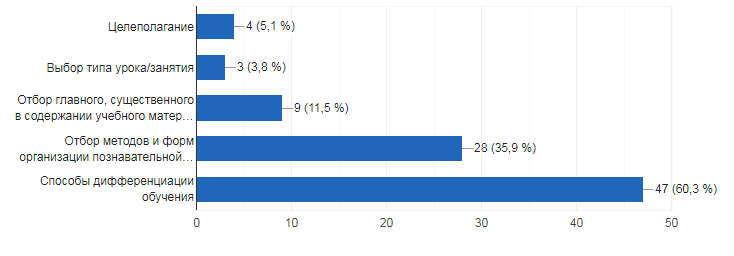 Целеполагание
4 (5,1 %)
Выбор типа урока/занятия
3 (3,8 %)
Отбор главного, существенного
в содержании учебного матер…
9 (11,5 %)
Отбор методов и форм
организации познавательной…
28 (35,9 %)
Способы дифференциации
обучения
47 (60,3 %)
0 10 20 30 40 50